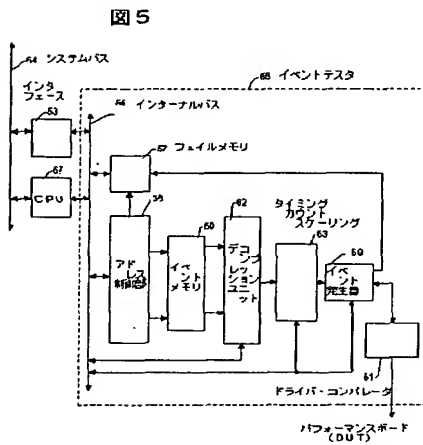 図5
64 システムバス
66 イベントテスタ
インタ
フェース
53
56 インターナルバス
67
CPU
57 フェイルメモリ
58
アドレス制御部
60
イベントメモリ
62
デコンプレッションユニット
タイミング
カウント
スケーリング
63
イベント発生器
61
ドライバ・コンパレータ
パフォーマンスボード
(DUT)